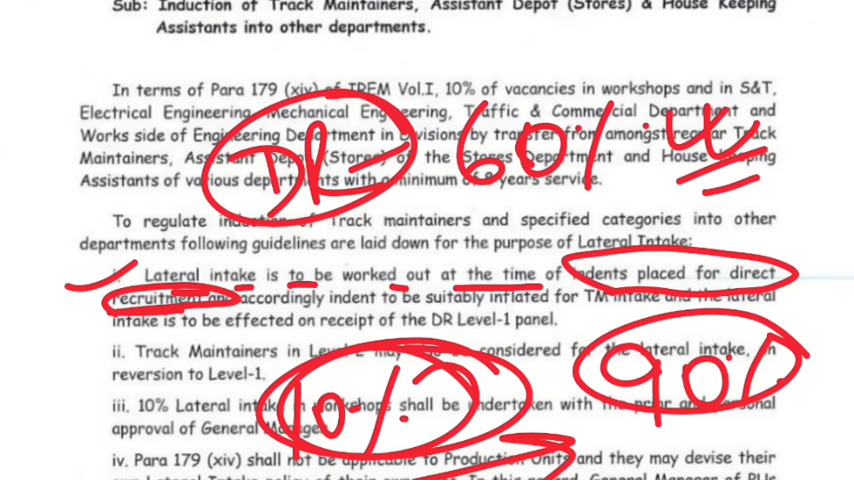 Sub: Induction of Track Maintainers, Assistant Depot (Stores) & House Keeping
Assistants into other departments.
In terms of Para 179 (xiv) of IREM Vol.I, 10% of vacancies in workshops and in S&T,
Electrical Engineering, Mechanical Engineering, Traffic & Commercial Department and
Works side of Engineering Department in divisions by transfer from amongst regular Track
Maintainers, Assistant Depot (Stores) of the Stores Department and House Keeping
Assistants of various departments with a minimum of 8 years service.
DR
60%
To regulate induction of Track maintainers and specified categories into other
departments following guidelines are laid down for the purpose of Lateral Intake:
i. Lateral intake is to be worked out at the time of indents placed for direct
recruitment and accordingly indent to be suitably inflated for TM intake and the lateral
intake is to be effected on receipt of the DR Level-1 panel.
ii. Track Maintainers in Level-2 may be considered for the lateral intake, on
reversion to Level-1.
90%
10%
iii. 10% Lateral intake in workshops shall be undertaken with the prior and personal
approval of General Manager.
iv. Para 179 (xiv) shall not be applicable to Production Units and they may devise their
own Lateral Intake policy of their In this regard, General Manager of PUs